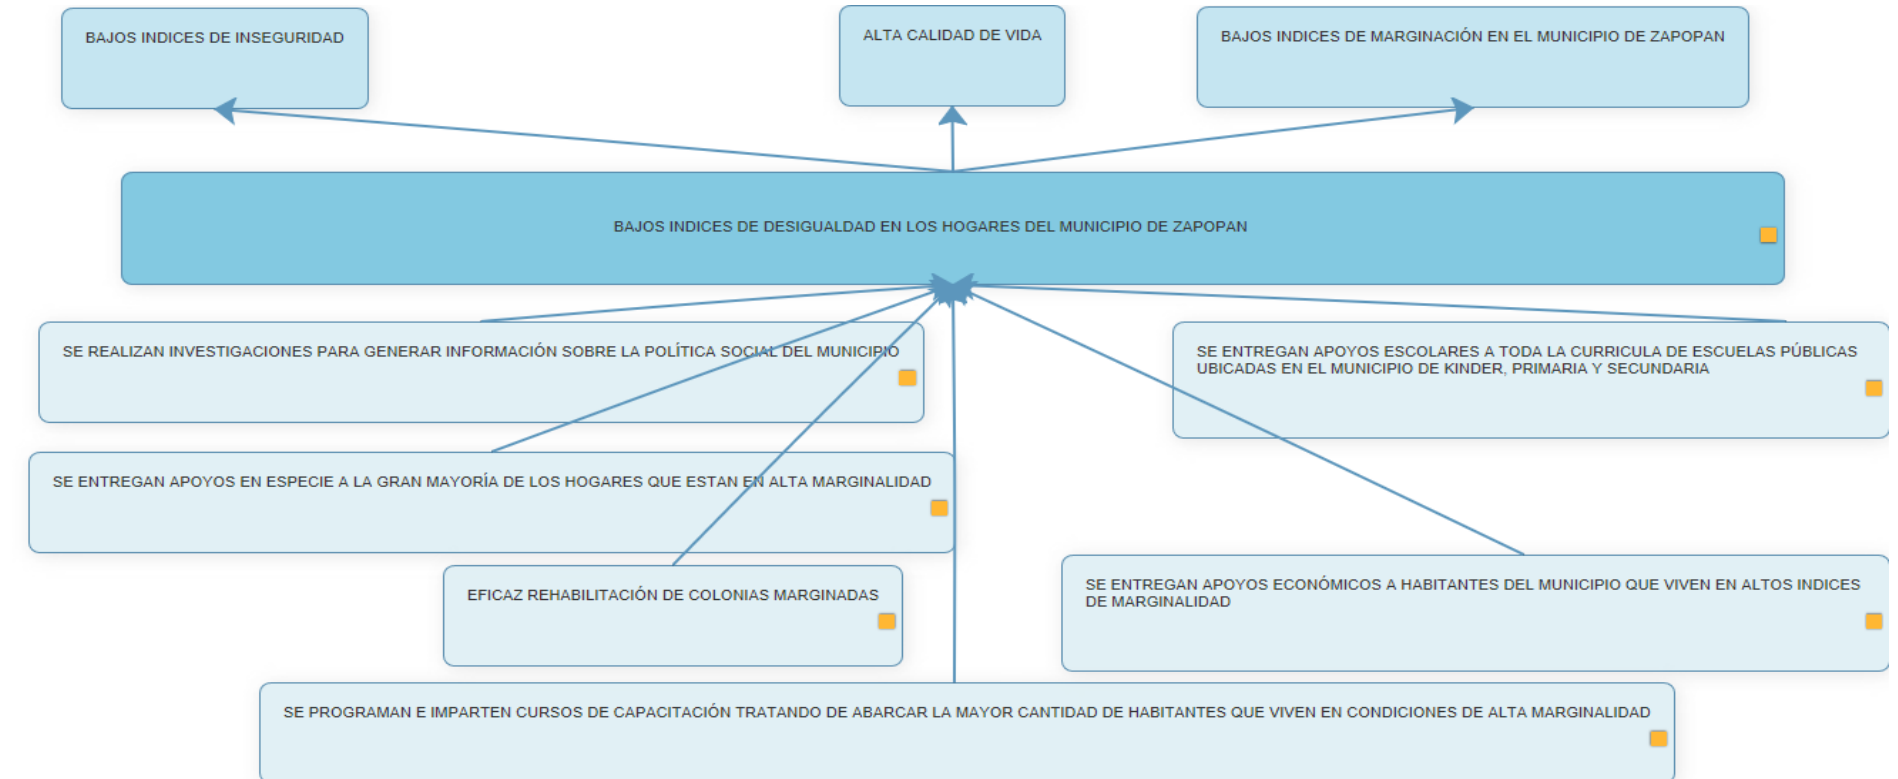 BAJOS INDICES DE INSEGURIDAD
ALTA CALIDAD DE VIDA
BAJOS INDICES DE MARGINACIÓN EN EL MUNICIPIO DE ZAPOPAN
BAJOS INDICES DE DESIGUALDAD EN LOS HOGARES DEL MUNICIPIO DE ZAPOPAN
SE REALIZAN INVESTIGACIONES PARA GENERAR INFORMACIÓN SOBRE LA POLÍTICA SOCIAL DEL MUNICIPIO
SE ENTREGAN APOYOS ESCOLARES A TODA LA CURRICULA DE ESCUELAS PÚBLICAS
UBICADAS EN EL MUNICIPIO DE KINDER, PRIMARIA Y SECUNDARIA
SE ENTREGAN APOYOS EN ESPECIE A LA GRAN MAYORÍA DE LOS HOGARES QUE ESTAN EN ALTA MARGINALIDAD
EFICAZ REHABILITACIÓN DE COLONIAS MARGINADAS
SE ENTREGAN APOYOS ECONÓMICOS A HABITANTES DEL MUNICIPIO QUE VIVEN EN ALTOS INDICES
DE MARGINALIDAD
SE PROGRAMAN E IMPARTEN CURSOS DE CAPACITACIÓN TRATANDO DE ABARCAR LA MAYOR CANTIDAD DE HABITANTES QUE VIVEN EN CONDICIONES DE ALTA MARGINALIDAD